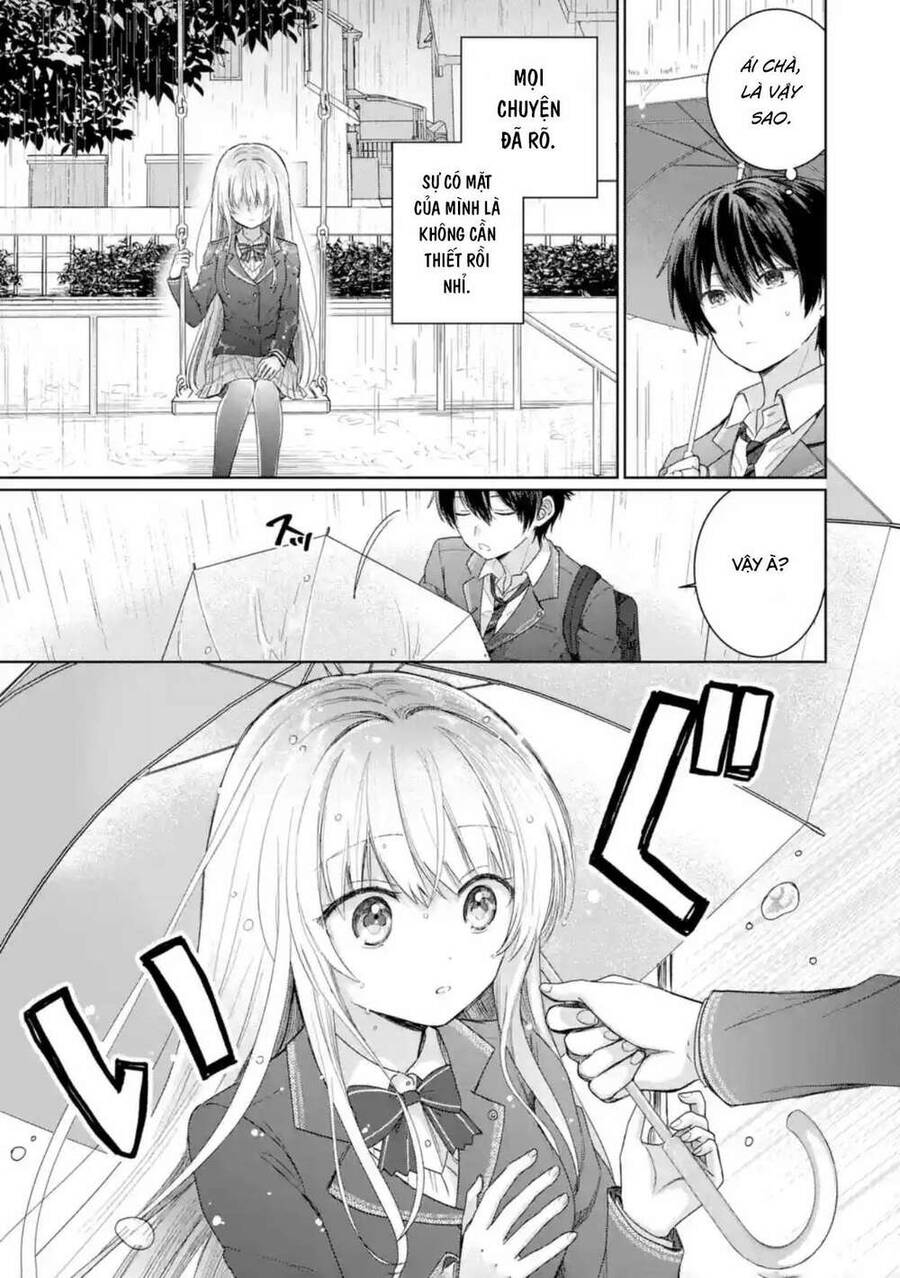 ÁI CHÀ,
LÀ VẬY
SAO.
MỌI
CHUYỆN
ĐÃ RÕ.
SỰ CÓ MẶT
CỦA MÌNH LÀ
KHÔNG CẦN
THIẾT RỒI
NHỈ.
VẬY À?
スッ
ぐい